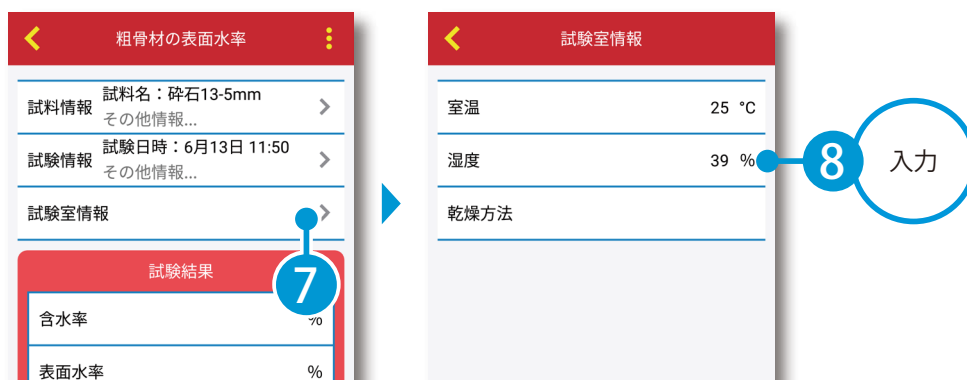 粗骨材の表面水率
試料情報
試料名：砕石13-5mm
その他情報...
試験情報
試験日時：6月13日 11:50
その他情報...
試験室情報
7
試験結果
含水率 %
表面水率 %
試験室情報
室温 25 °C
湿度 39 %
乾燥方法
8
入力